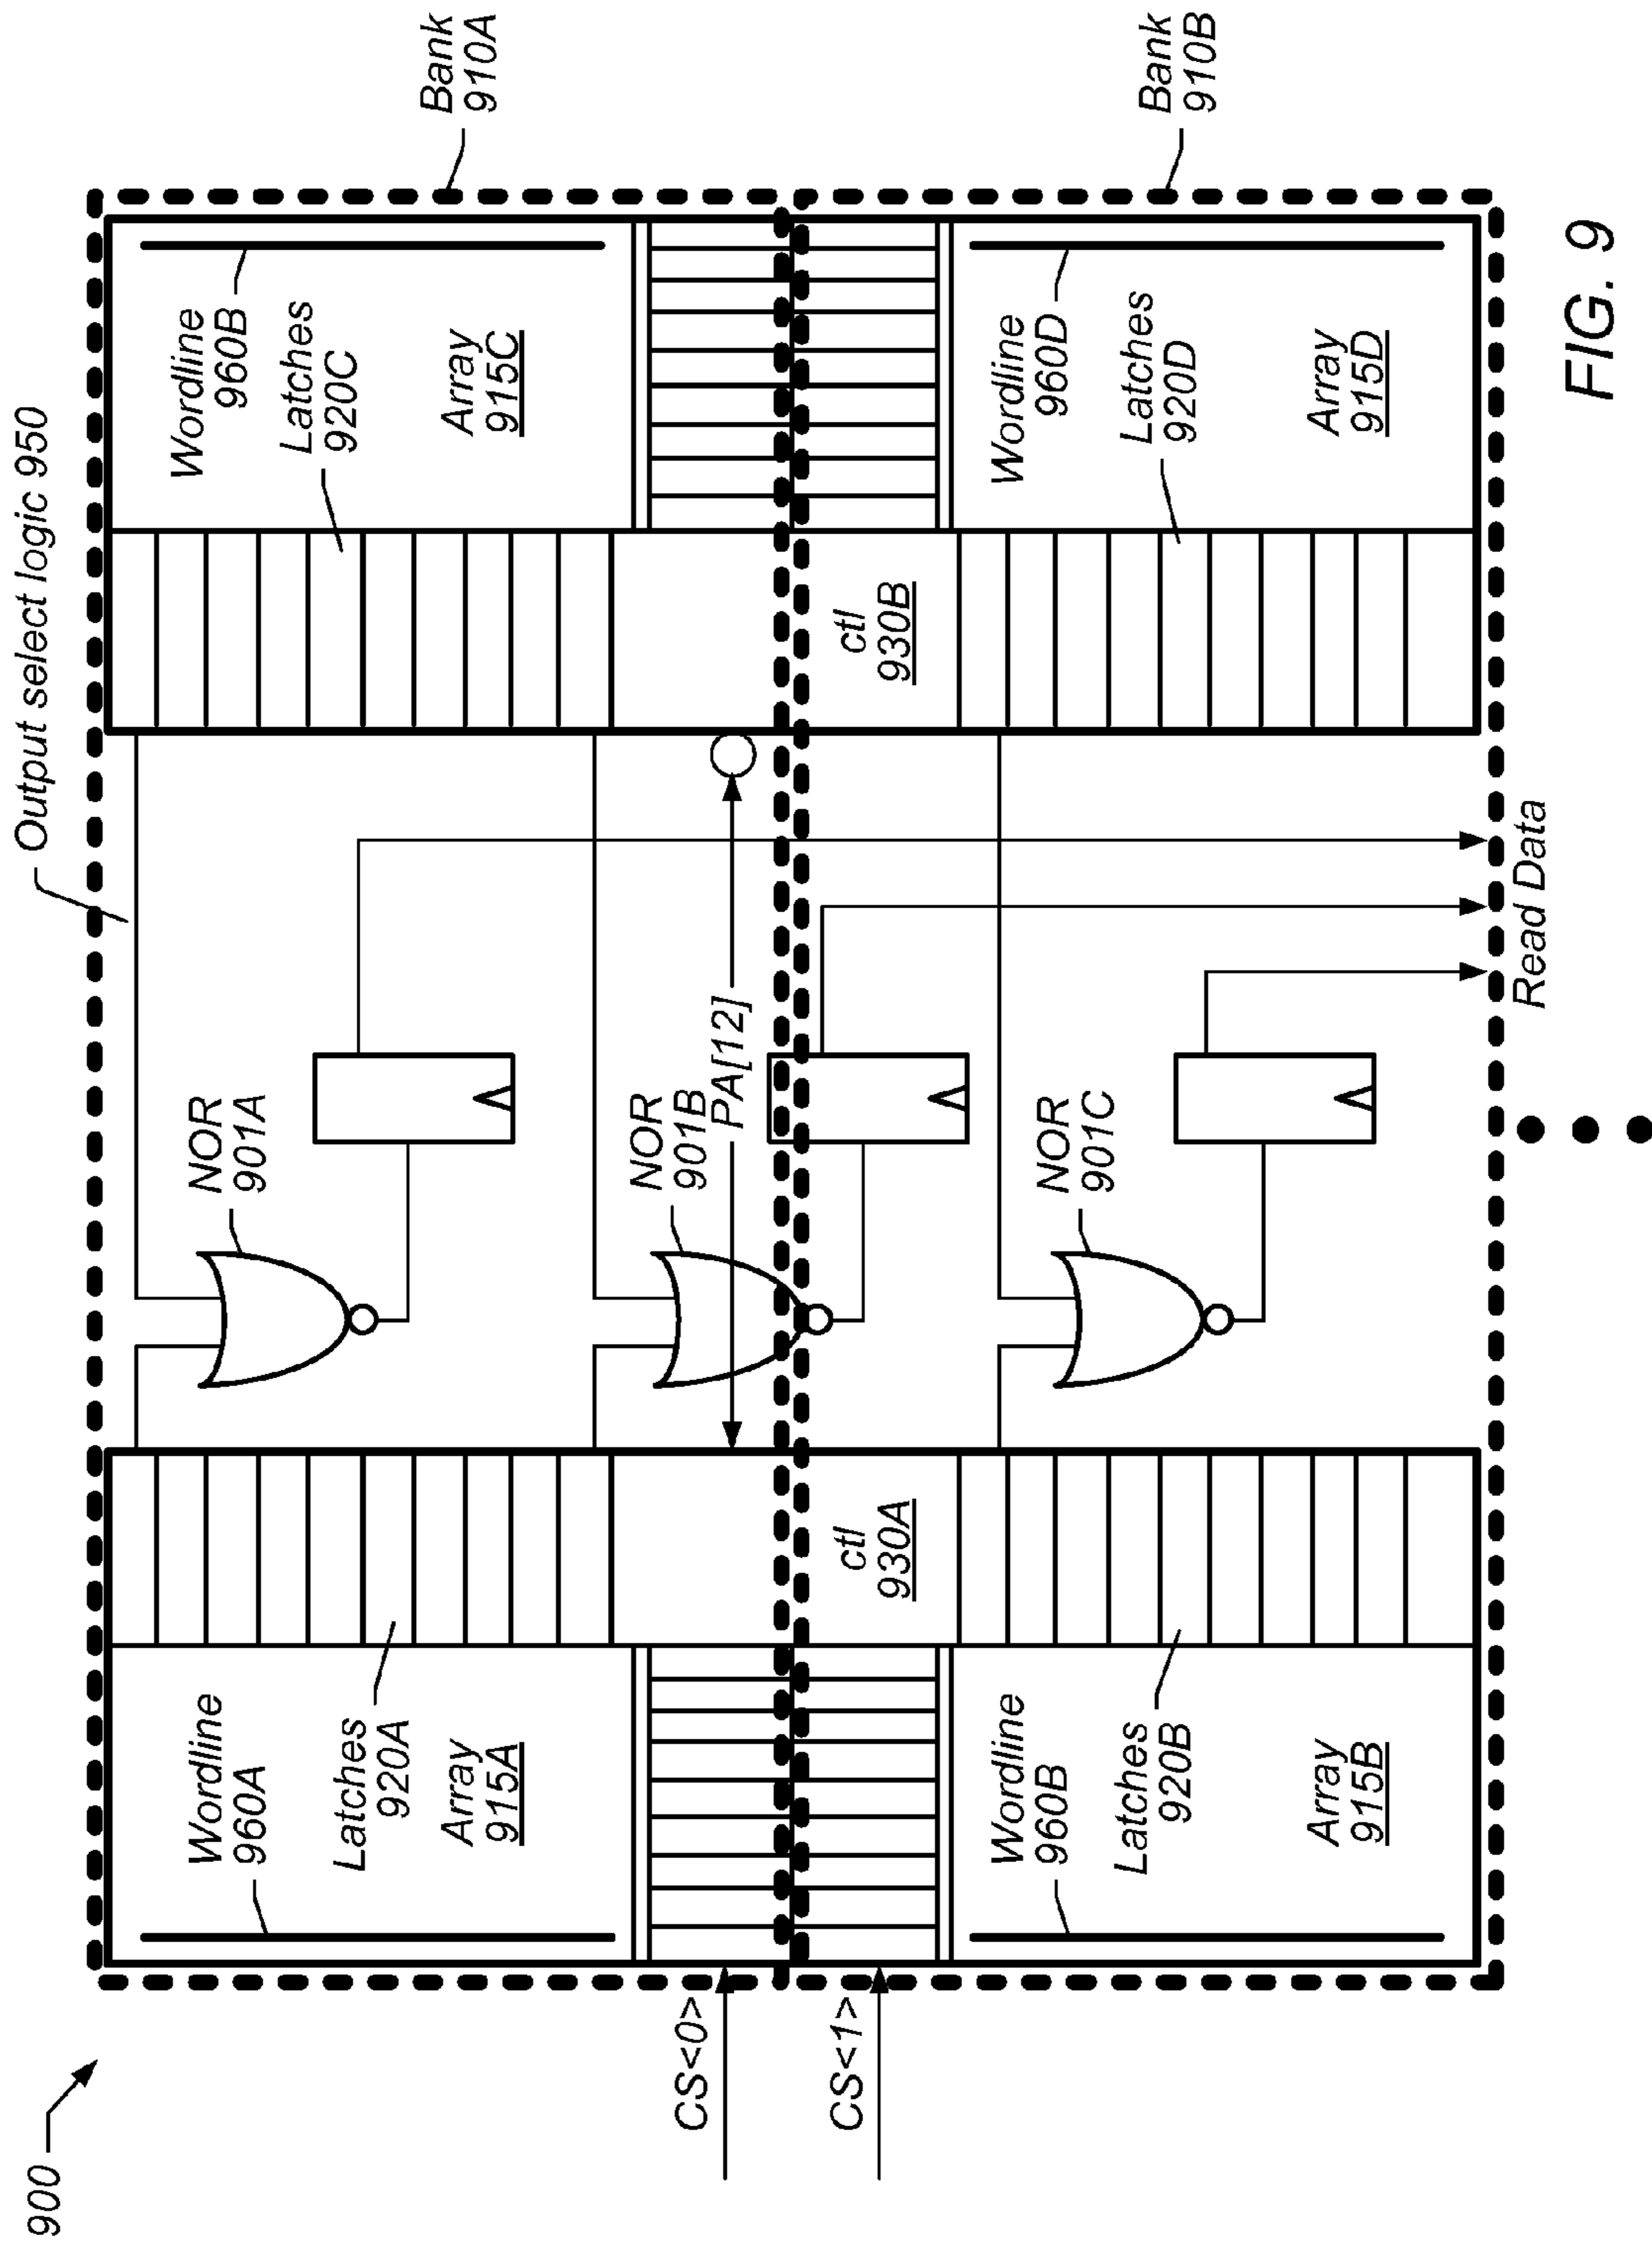 900
Output select logic 950
Wordline
960A
NOR
901A
Wordline
960B
Latches
920A
Latches
920C
Array
915A
Array
915C
Bank
910A
CS<0>
NOR
901B
PA[12]
CS<1>
ctl
930A
ctl
930B
Wordline
960B
NOR
901C
Wordline
960D
Latches
920B
Latches
920D
Bank
910B
Array
915B
Array
915D
Read Data
FIG. 9